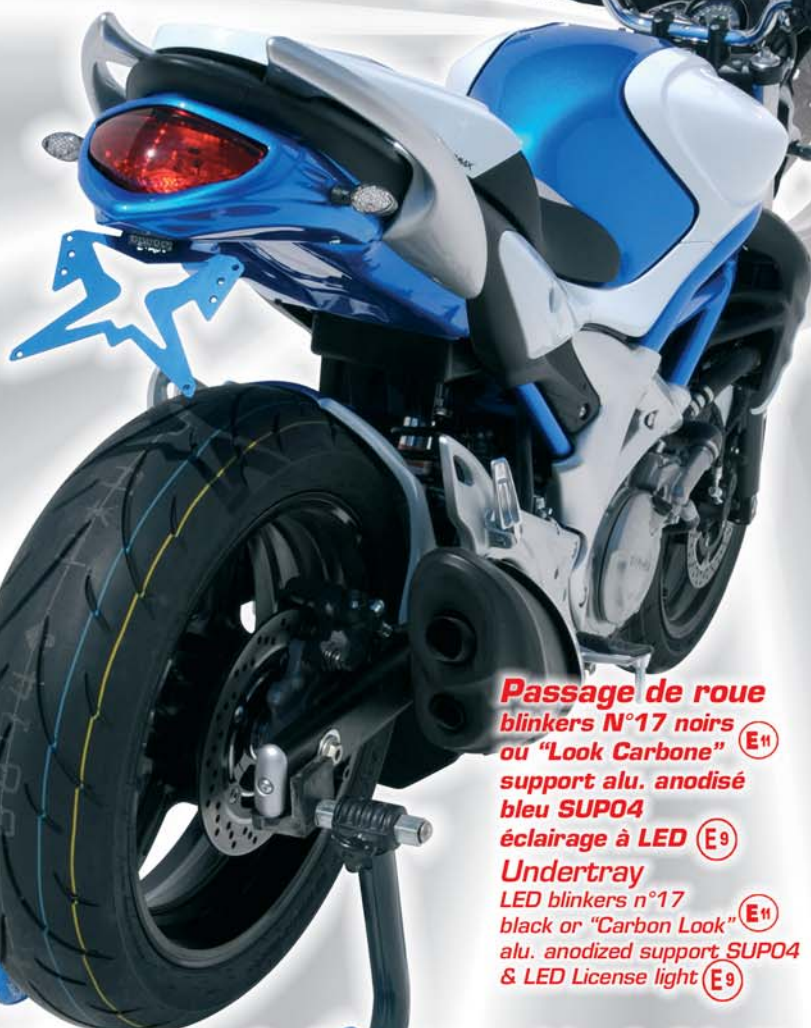 Passage de roue
blinkers N°17 noirs
ou “Look Carbone” E11
support alu. anodisé
bleu SUP04
éclairage à LED E9
Undertray
LED blinkers n°17
black or “Carbon Look” E11
alu. anodized support SUP04
& LED License light E9